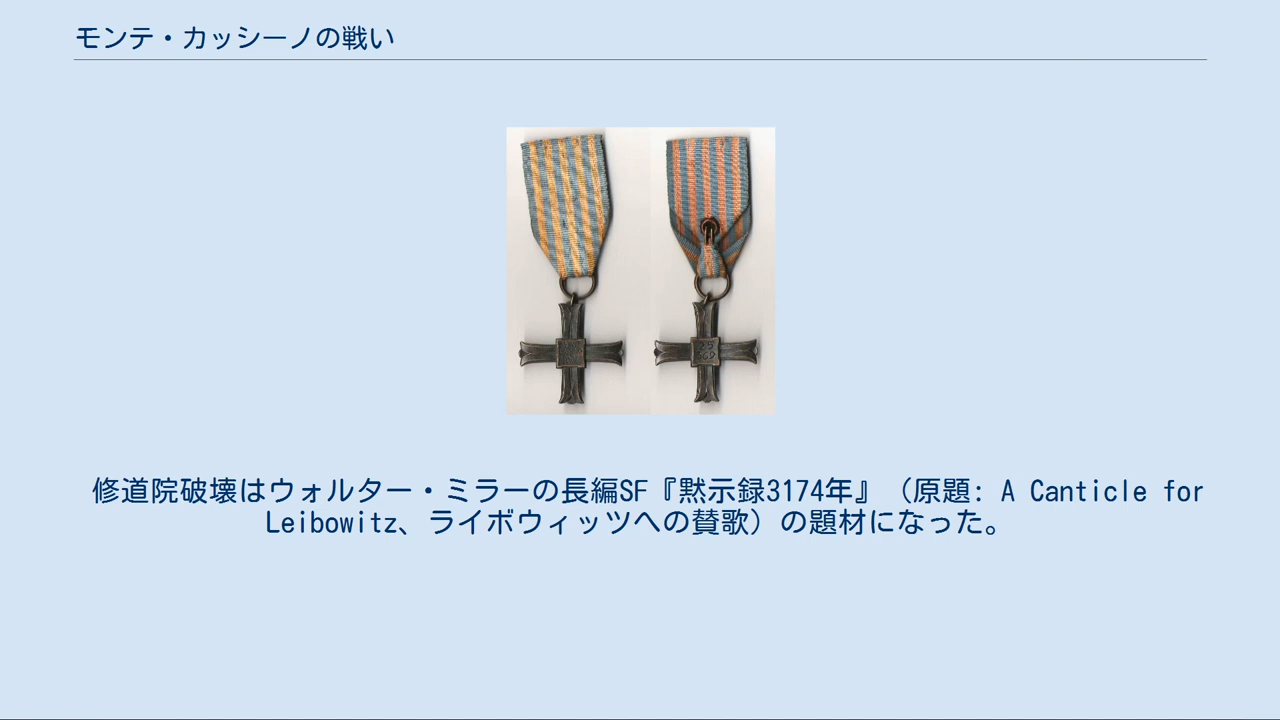 モンテ・カッシーノの戦い
修道院破壊はウォルター・ミラーの長編SF『黙示録3174年』（原題: A Canticle for
Leibowitz、ライボウィッツへの賛歌）の題材になった。